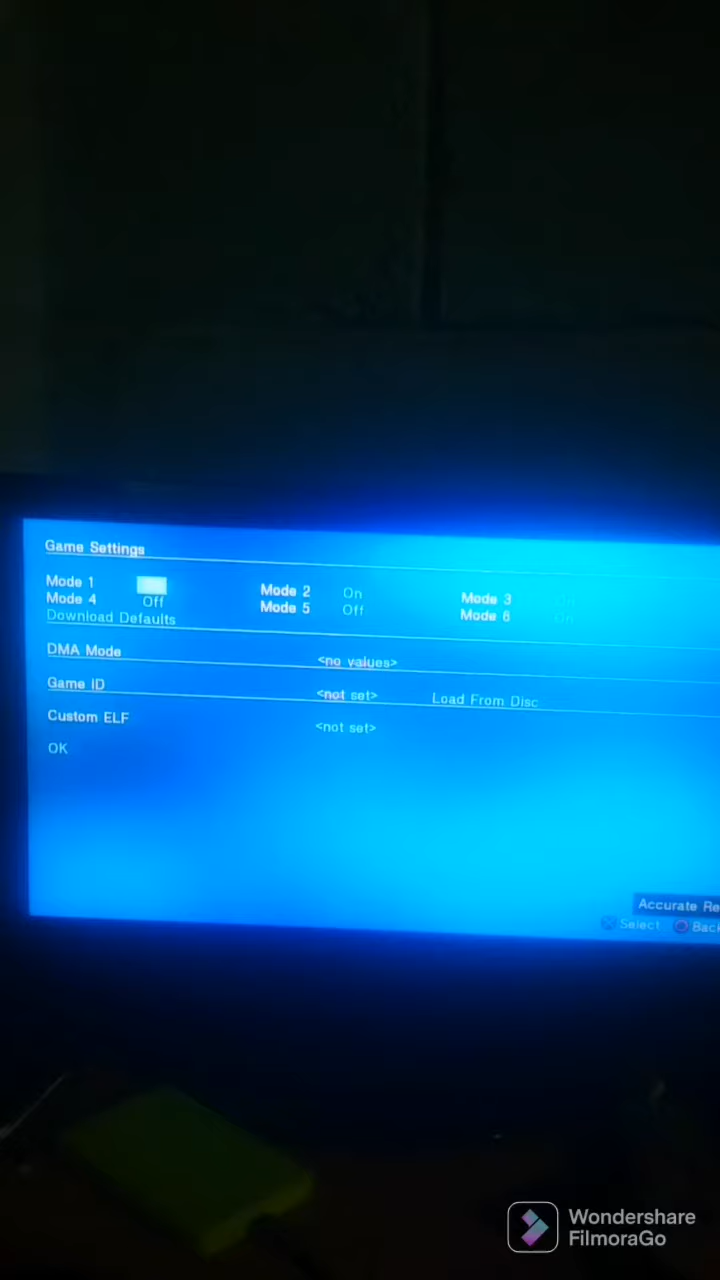 Game Settings
Mode 1 Mode 2 On Mode 3 On
Mode 4 Off Mode 5 Off Mode 6 On
Download Defaults
DMA Mode <no values>
Game ID <not set> Load From Disc
Custom ELF <not set>
OK
Accurate Re
Select Back
Wondershare
FilmoraGo